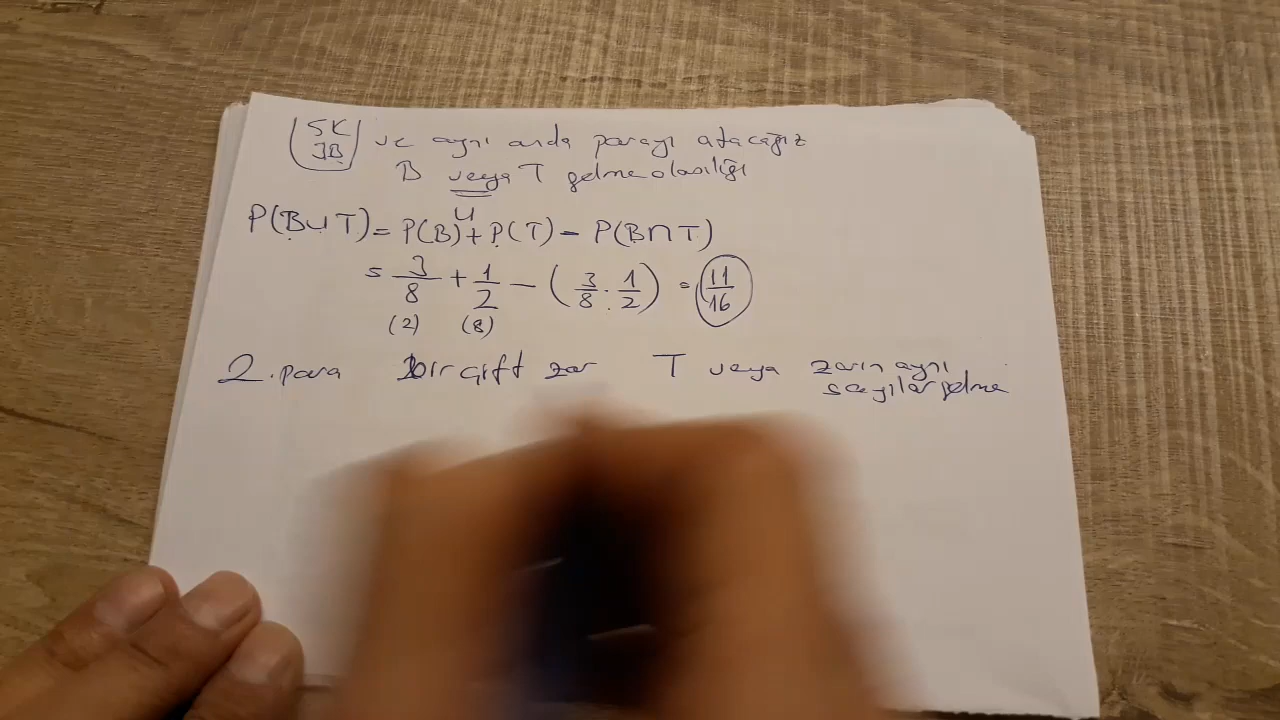 5K
3B
ve aynı anda parayı atacağız
B veya T gelme olasılığı
U
P(B∪T) = P(B) + P(T) - P(B∩T)
= 3/8 + 1/2 - (3/8 . 1/2) = 11/16
(2) (8)
2. para bir çift zar T veya zarın aynı
sayılar gelme